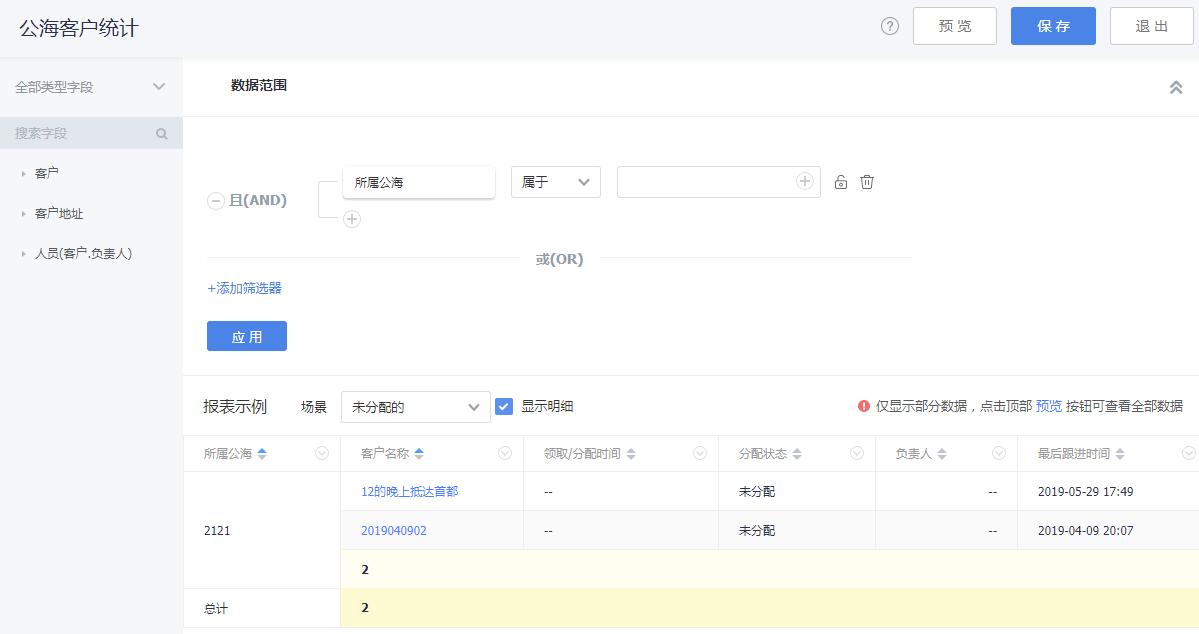 公海客户统计
? 预 览 保 存 退 出
全部类型字段
搜索字段
客户
客户地址
人员(客户.负责人)
数据范围
且(AND)
所属公海 属于
或(OR)
+添加筛选器
应 用
报表示例 场景 未分配的 显示明细 仅显示部分数据，点击顶部 预览 按钮可查看全部数据
所属公海 客户名称 领取/分配时间 分配状态 负责人 最后跟进时间
12的晚上抵达首都 -- 未分配 -- 2019-05-29 17:49
2121
2019040902 -- 未分配 -- 2019-04-09 20:07
2
总计 2